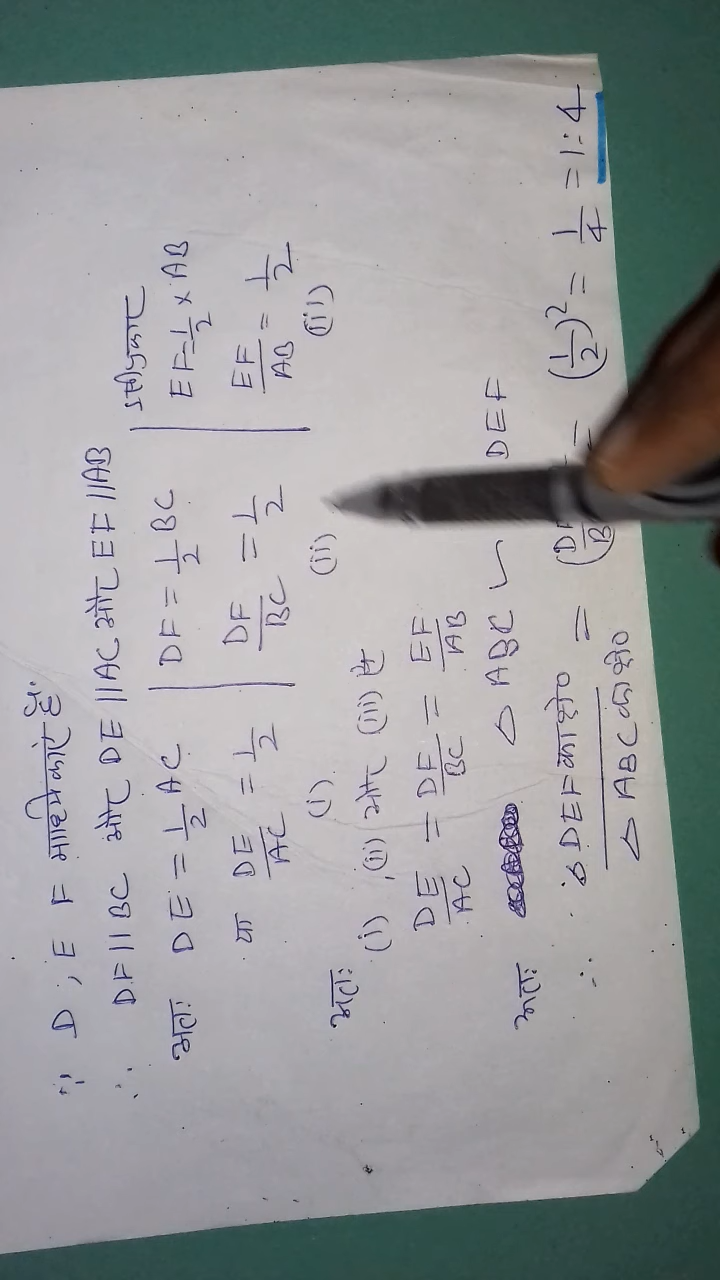 ∵ D, E F माध्यिकाएं हैं.
∴ DF || BC और DE || AC और EF || AB
अतः DE = 1/2 AC | DF = 1/2 BC | इसीप्रकार EF = 1/2 × AB
या DE/AC = 1/2 | DF/BC = 1/2 | EF/AB = 1/2
(i) (ii) (iii)
अतः (i), (ii) और (iii) से
DE/AC = DF/BC = EF/AB
अतः △ ABC ∽ DEF
∴ △ DEF का क्षे० / △ ABC का क्षे० = = (1/2)² = 1/4 = 1:4